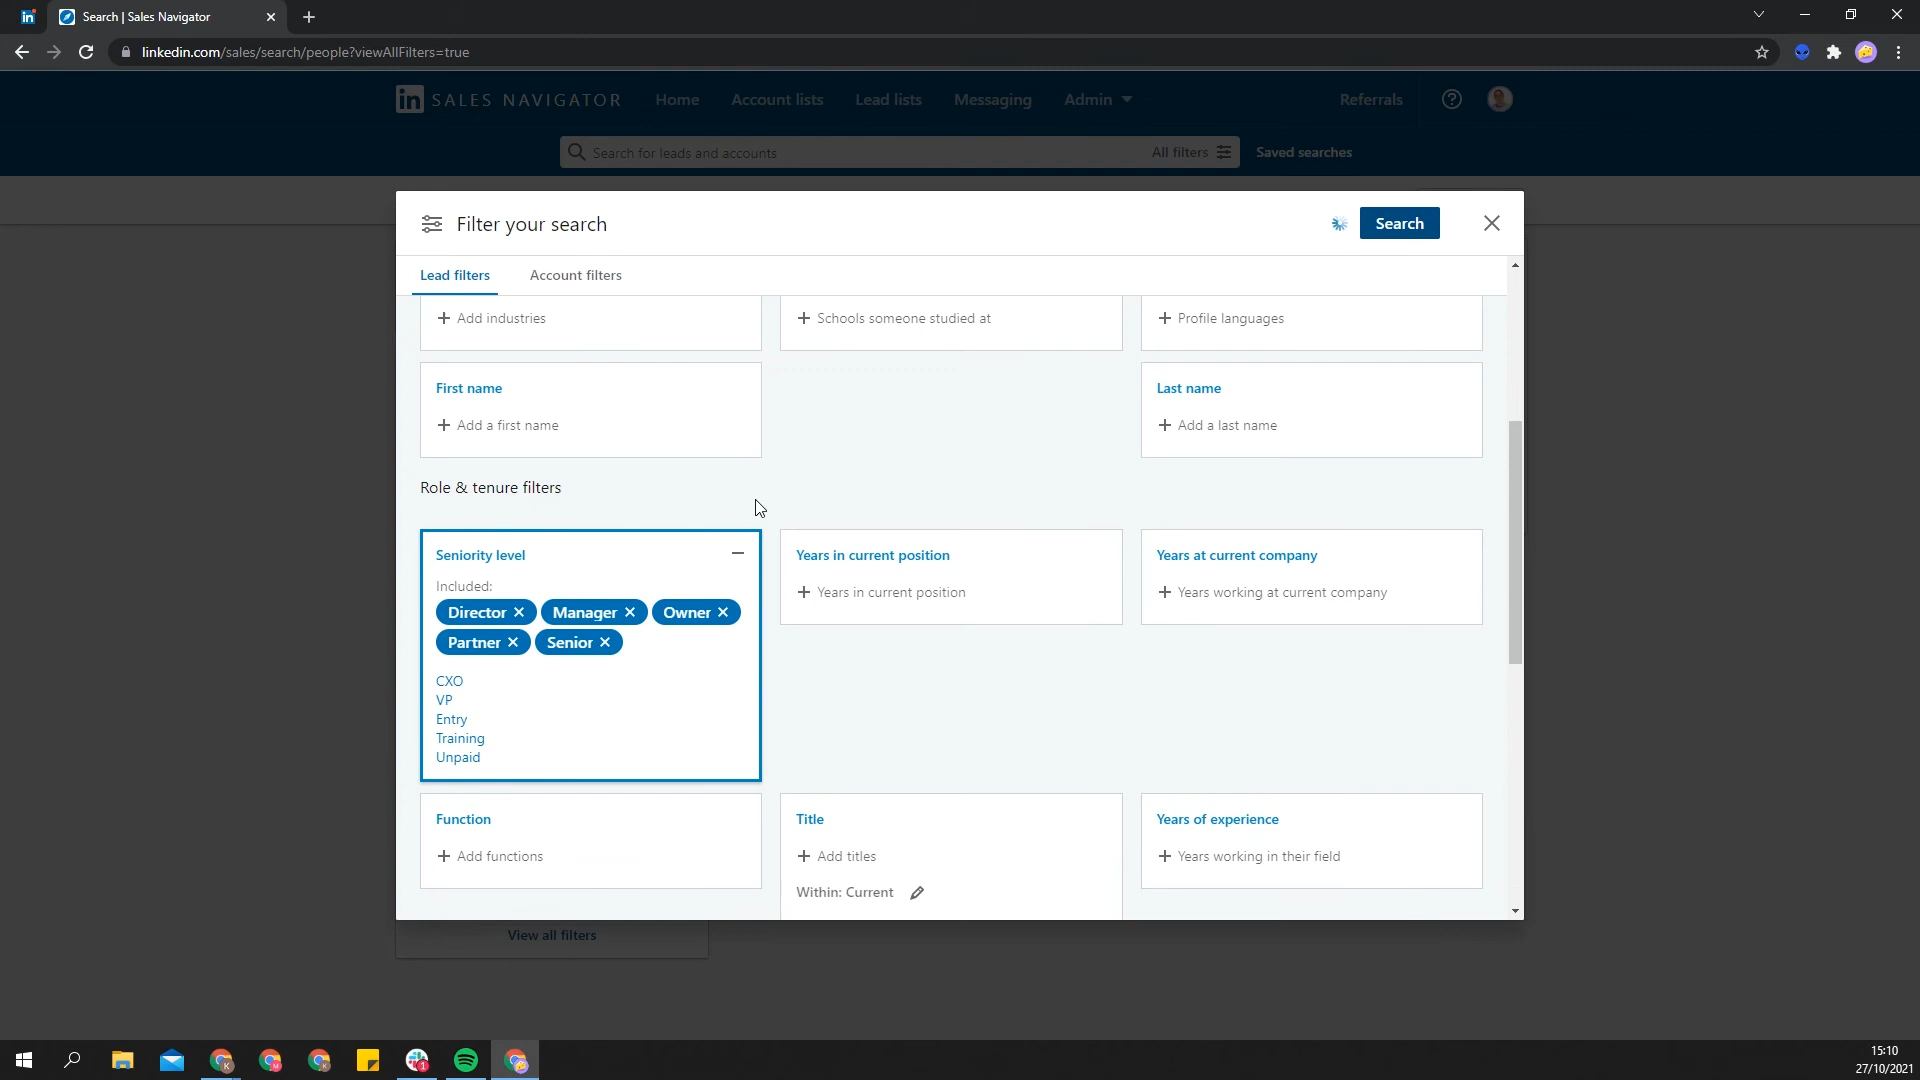 Search | Sales Navigator
linkedin.com/sales/search/people?viewAllFilters=true
in SALES NAVIGATOR Home Account lists Lead lists Messaging Admin Referrals
Search for leads and accounts All filters Saved searches
Filter your search Search
Lead filters Account filters
+ Add industries + Schools someone studied at + Profile languages
First name Last name
+ Add a first name + Add a last name
Role & tenure filters
Seniority level Years in current position Years at current company
Included: + Years in current position + Years working at current company
Director × Manager × Owner ×
Partner × Senior ×
CXO
VP
Entry
Training
Unpaid
Function Title Years of experience
+ Add functions + Add titles + Years working in their field
Within: Current
View all filters
15:10
27/10/2021